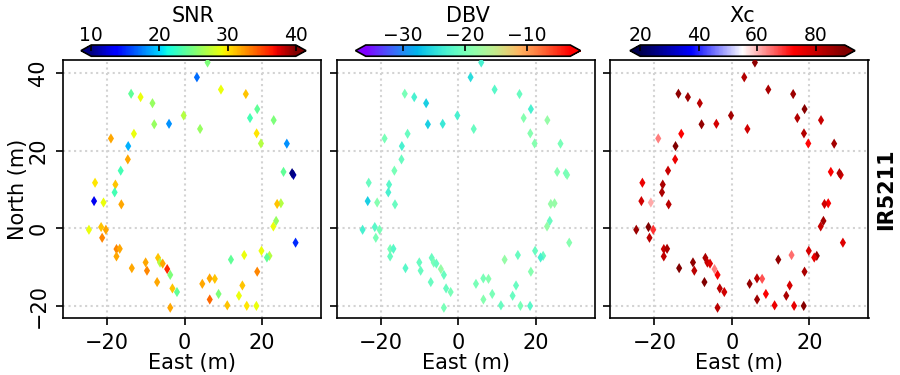 SNR DBV Xc
10 20 30 40 −30 −20 −10 20 40 60 80
40
20
0
−20
North (m)
IR5211
−20 0 20 −20 0 20 −20 0 20
East (m) East (m) East (m)